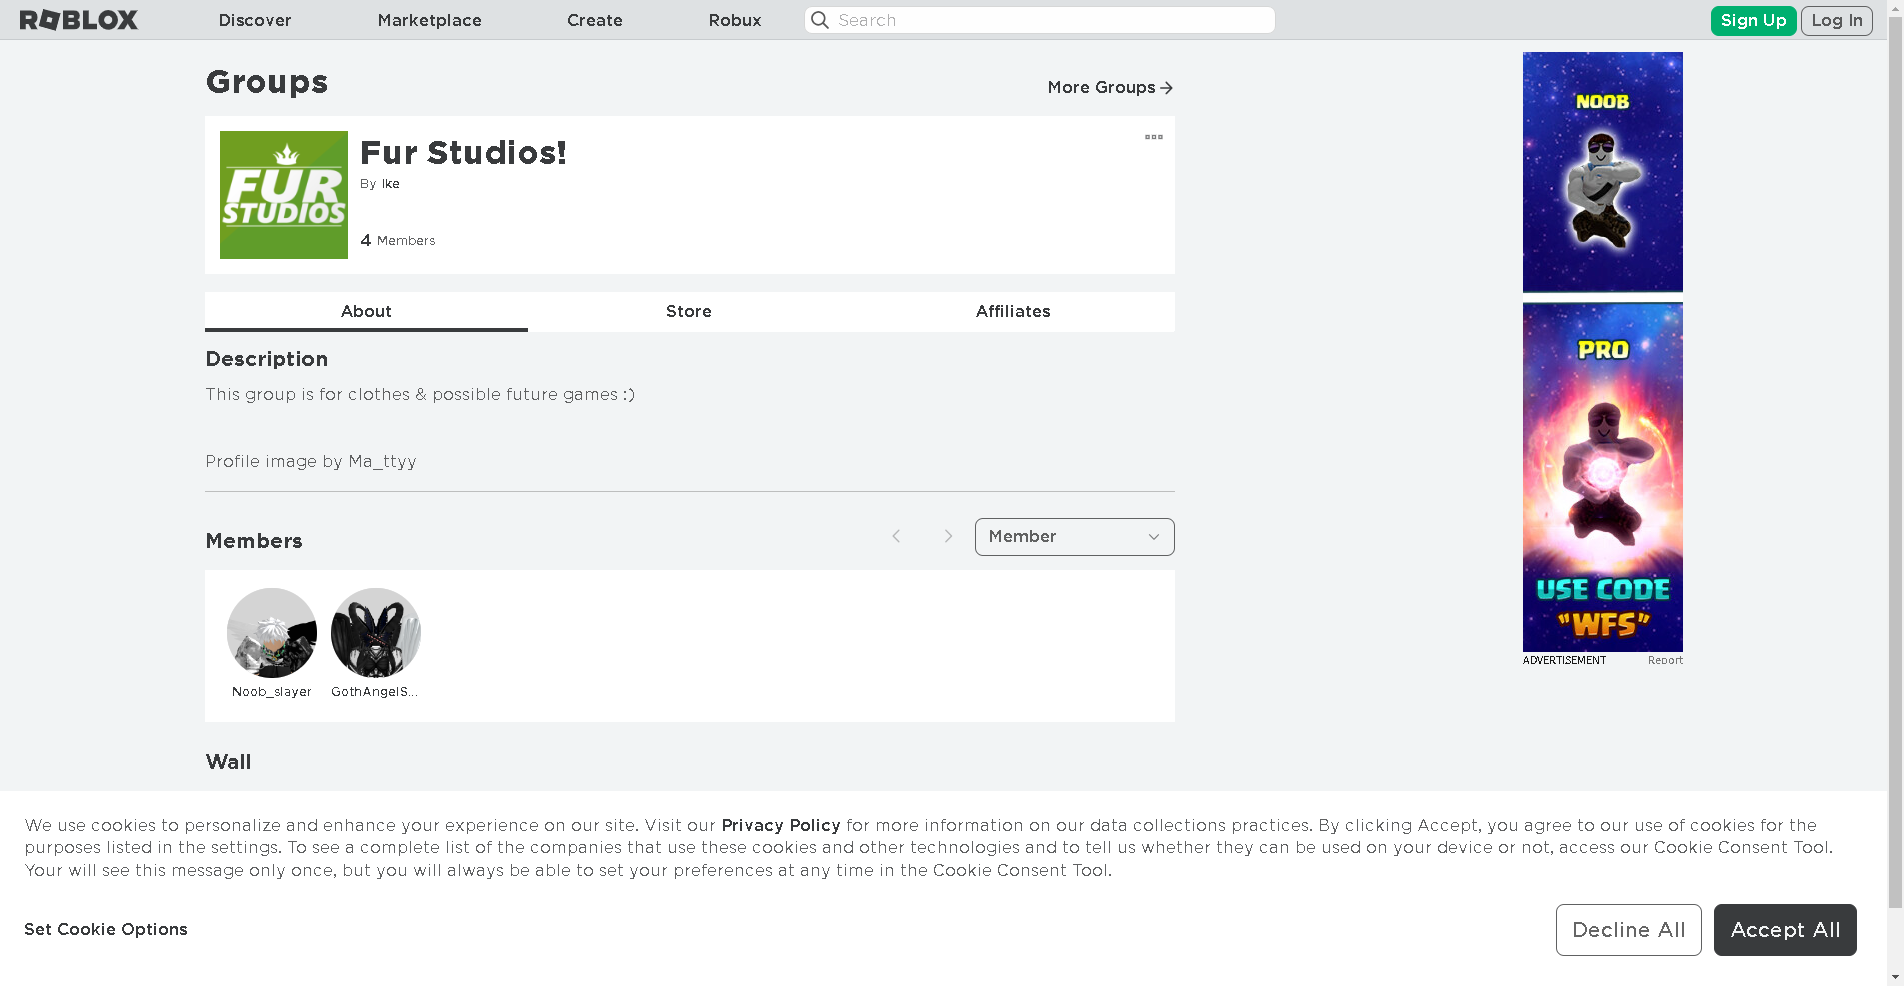 ROBLOX Discover Marketplace Create Robux Search Sign Up Log In
Groups
More Groups
FUR
STUDIOS
Fur Studios!
By Ike
4 Members
About Store Affiliates
Description
This group is for clothes & possible future games :)
Profile image by Ma_ttyy
Members
Member
Noob_slayer GothAngelS...
Wall
NOOB
PRO
USE CODE
"WFS"
ADVERTISEMENT Report
We use cookies to personalize and enhance your experience on our site. Visit our Privacy Policy for more information on our data collections practices. By clicking Accept, you agree to our use of cookies for the
purposes listed in the settings. To see a complete list of the companies that use these cookies and other technologies and to tell us whether they can be used on your device or not, access our Cookie Consent Tool.
Your will see this message only once, but you will always be able to set your preferences at any time in the Cookie Consent Tool.
Set Cookie Options
Decline All
Accept All